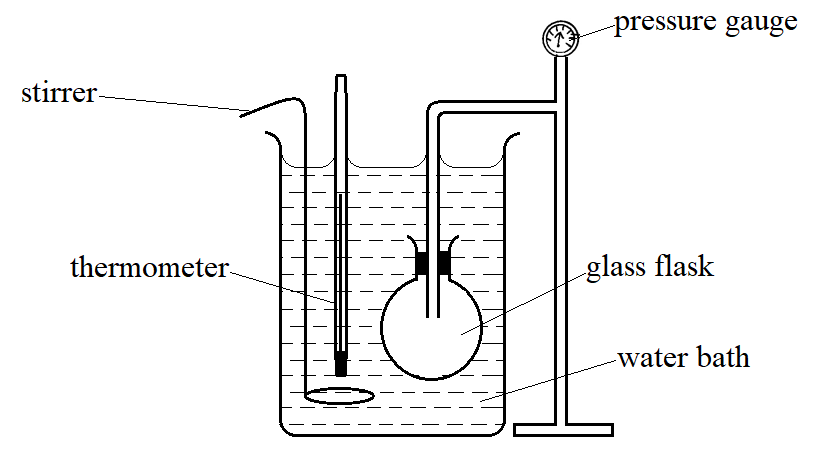 pressure gauge
stirrer
thermometer
glass flask
water bath